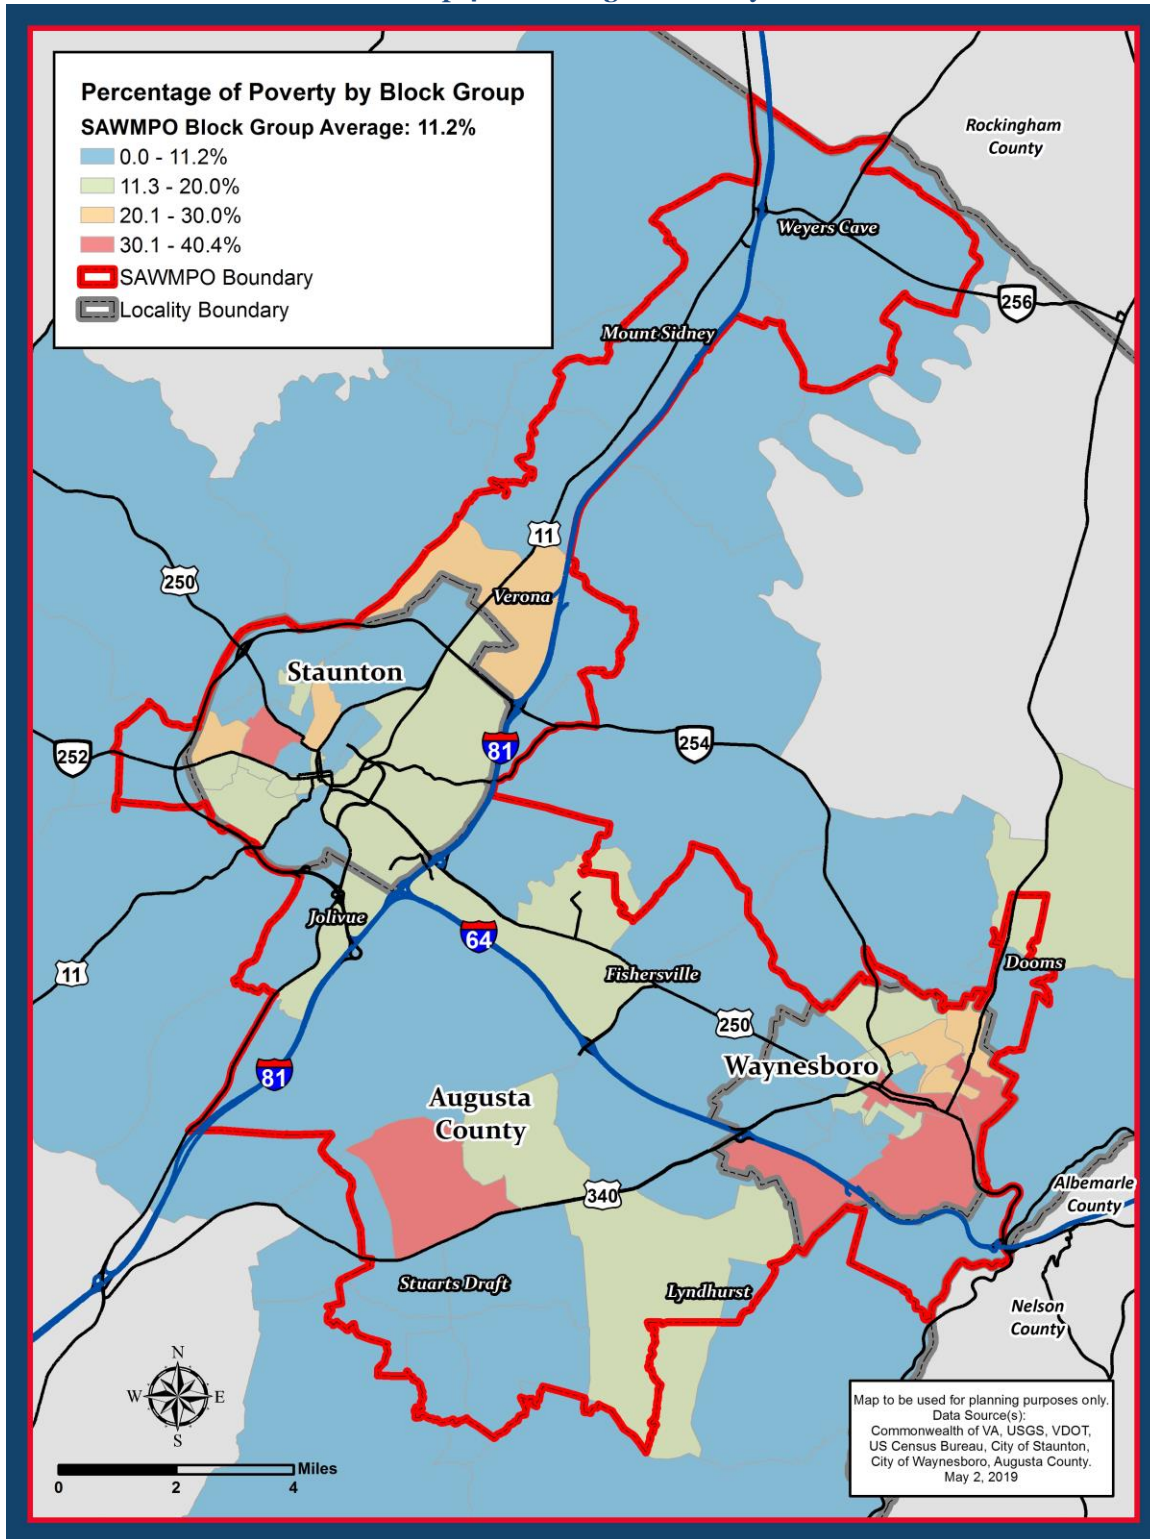 Percentage of Poverty by Block Group
SAWMPO Block Group Average: 11.2%
0.0 - 11.2%
11.3 - 20.0%
20.1 - 30.0%
30.1 - 40.4%
SAWMPO Boundary
Locality Boundary
Rockingham
County
Weyers Cave
256
Mount Sidney
11
250
Verona
Staunton
252
81
254
Jolivue
64
11
Fishersville
Dooms
250
Waynesboro
81
Augusta
County
340
Albemarle
County
Stuarts Draft
Lyndhurst
Nelson
County
N
W
E
S
Miles
0
2
4
Map to be used for planning purposes only.
Data Source(s):
Commonwealth of VA, USGS, VDOT,
US Census Bureau, City of Staunton,
City of Waynesboro, Augusta County.
May 2, 2019